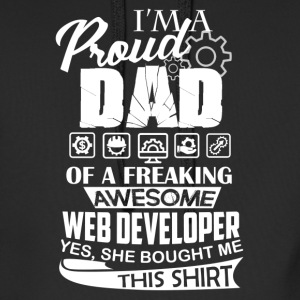 I'M A
Proud
DAD
$
OF A FREAKING
AWESOME
WEB DEVELOPER
YES, SHE BOUGHT ME
THIS SHIRT